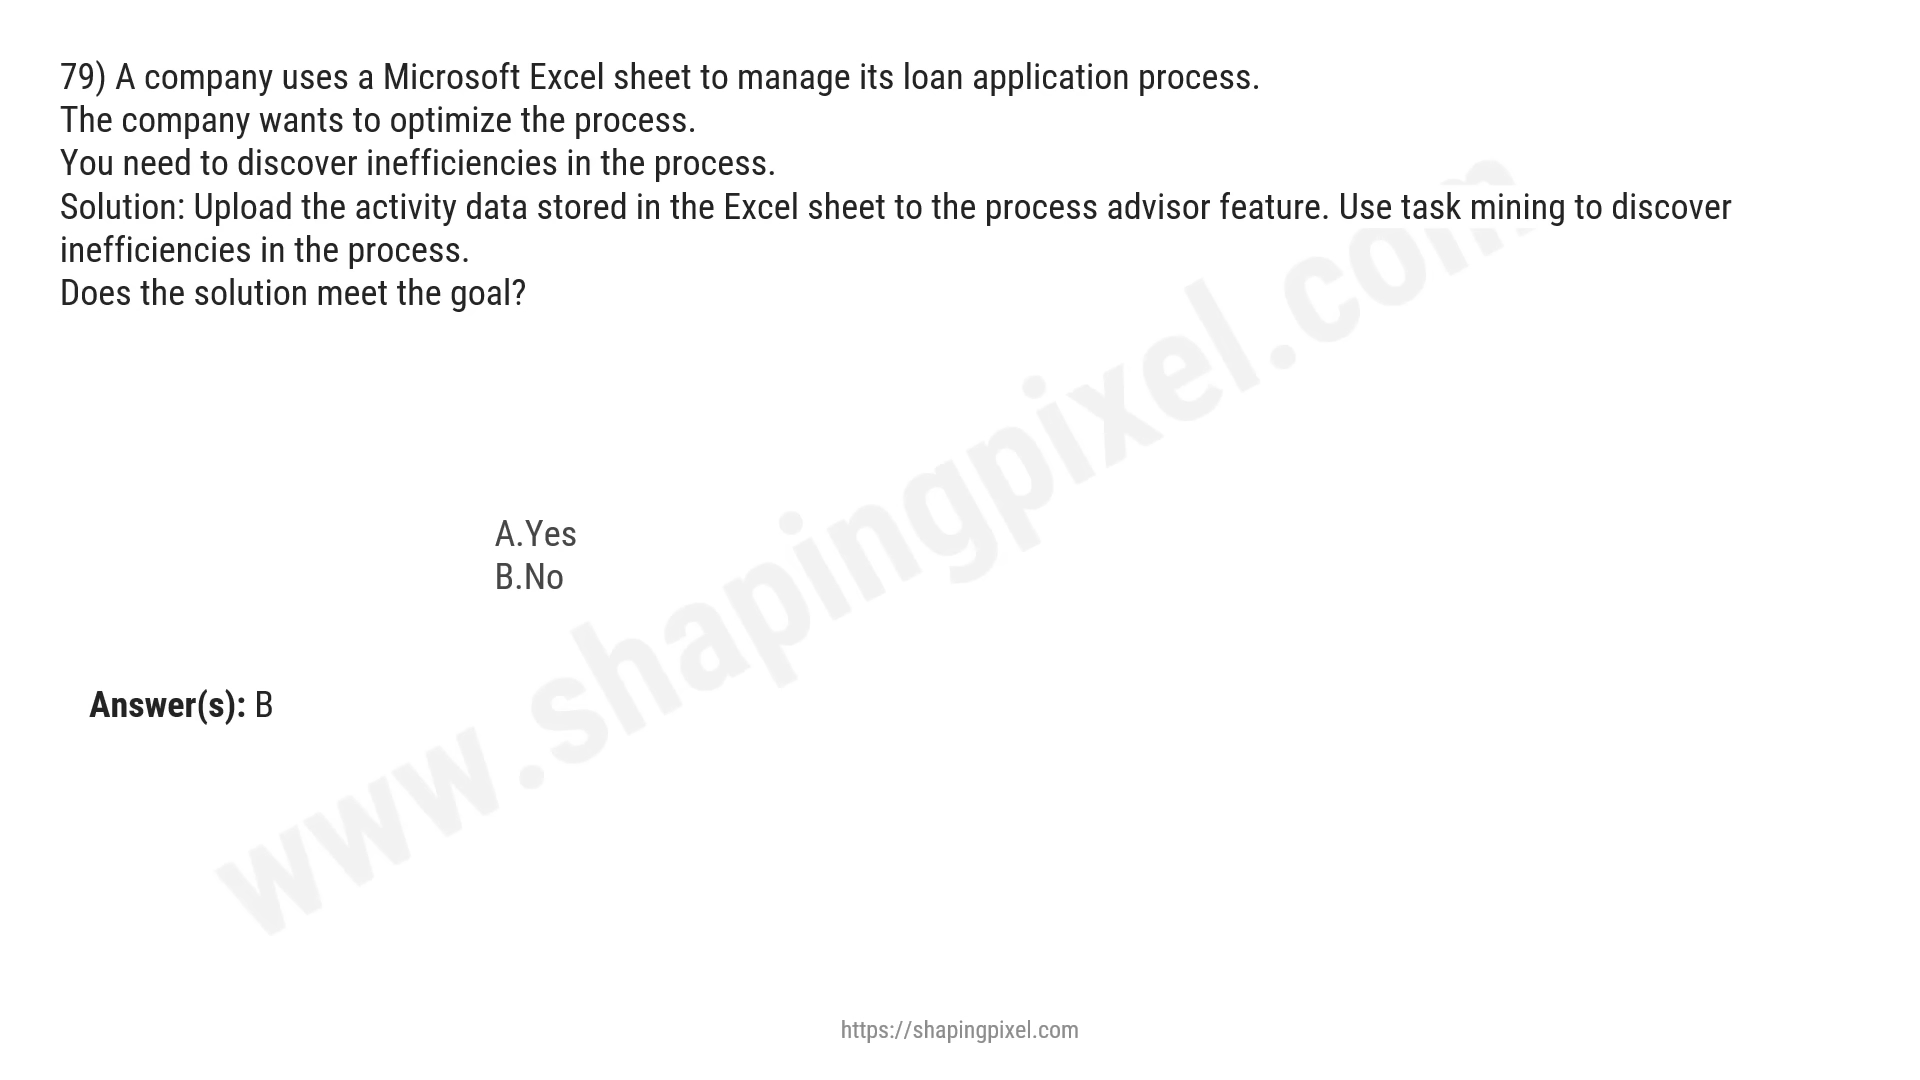 79) A company uses a Microsoft Excel sheet to manage its loan application process.
The company wants to optimize the process.
You need to discover inefficiencies in the process.
Solution: Upload the activity data stored in the Excel sheet to the process advisor feature. Use task mining to discover
inefficiencies in the process.
Does the solution meet the goal?
A.Yes
B.No
Answer(s): B
www.shapingpixel.com
https://shapingpixel.com